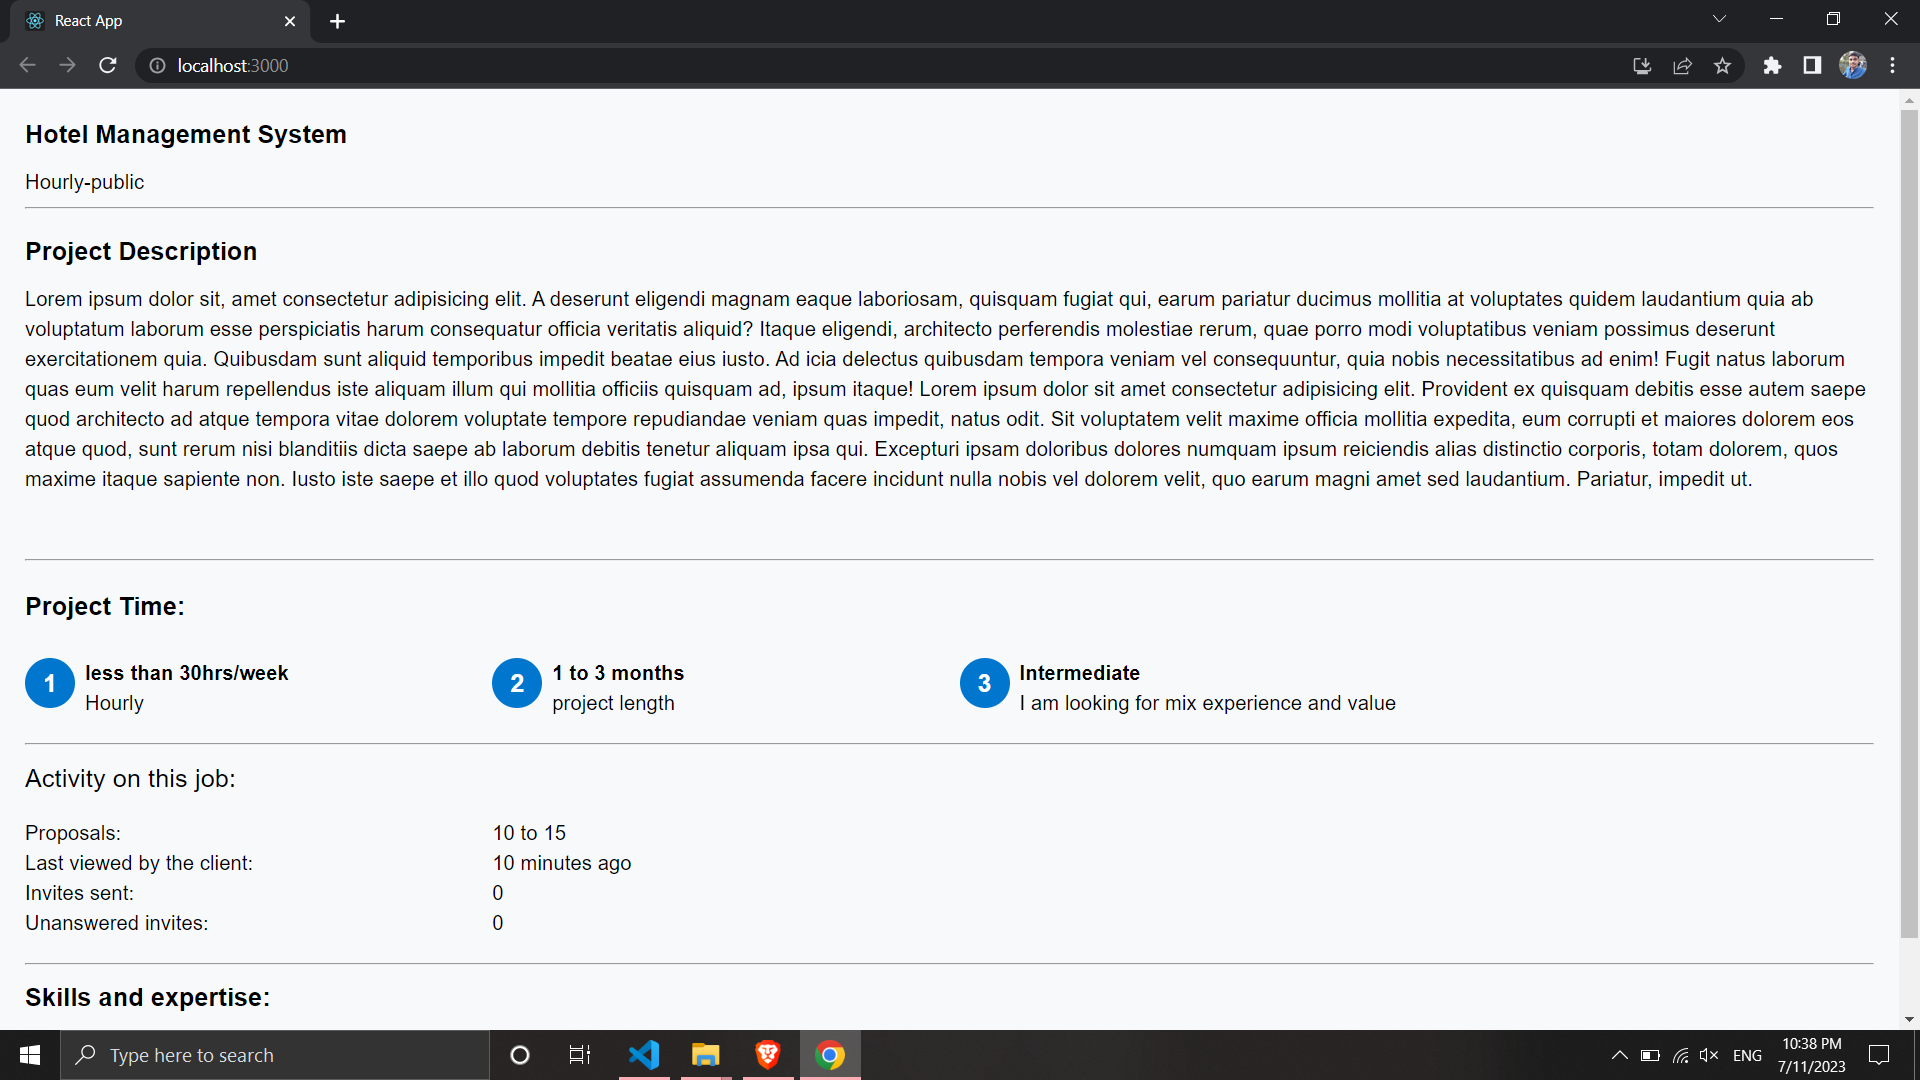 React App
localhost:3000
Hotel Management System
Hourly-public
Project Description
Lorem ipsum dolor sit, amet consectetur adipisicing elit. A deserunt eligendi magnam eaque laboriosam, quisquam fugiat qui, earum pariatur ducimus mollitia at voluptates quidem laudantium quia ab
voluptatum laborum esse perspiciatis harum consequatur officia veritatis aliquid? Itaque eligendi, architecto perferendis molestiae rerum, quae porro modi voluptatibus veniam possimus deserunt
exercitationem quia. Quibusdam sunt aliquid temporibus impedit beatae eius iusto. Ad icia delectus quibusdam tempora veniam vel consequuntur, quia nobis necessitatibus ad enim! Fugit natus laborum
quas eum velit harum repellendus iste aliquam illum qui mollitia officiis quisquam ad, ipsum itaque! Lorem ipsum dolor sit amet consectetur adipisicing elit. Provident ex quisquam debitis esse autem saepe
quod architecto ad atque tempora vitae dolorem voluptate tempore repudiandae veniam quas impedit, natus odit. Sit voluptatem velit maxime officia mollitia expedita, eum corrupti et maiores dolorem eos
atque quod, sunt rerum nisi blanditiis dicta saepe ab laborum debitis tenetur aliquam ipsa qui. Excepturi ipsam doloribus dolores numquam ipsum reiciendis alias distinctio corporis, totam dolorem, quos
maxime itaque sapiente non. Iusto iste saepe et illo quod voluptates fugiat assumenda facere incidunt nulla nobis vel dolorem velit, quo earum magni amet sed laudantium. Pariatur, impedit ut.
Project Time:
1 less than 30hrs/week
Hourly
2 1 to 3 months
project length
3 Intermediate
I am looking for mix experience and value
Activity on this job:
Proposals: 10 to 15
Last viewed by the client: 10 minutes ago
Invites sent: 0
Unanswered invites: 0
Skills and expertise:
Type here to search
ENG
10:38 PM
7/11/2023